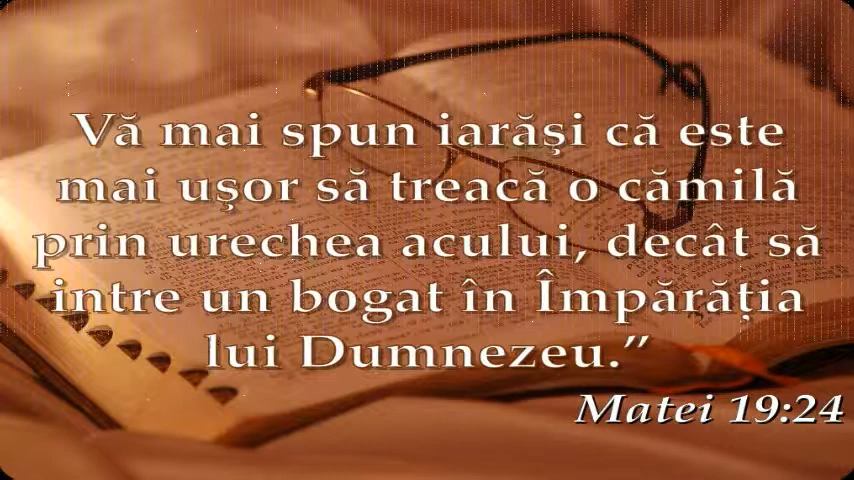 Vă mai spun iarăşi că este
mai uşor să treacă o cămilă
prin urechea acului, decât să
intre un bogat în Împărăția
lui Dumnezeu.”
Matei 19:24